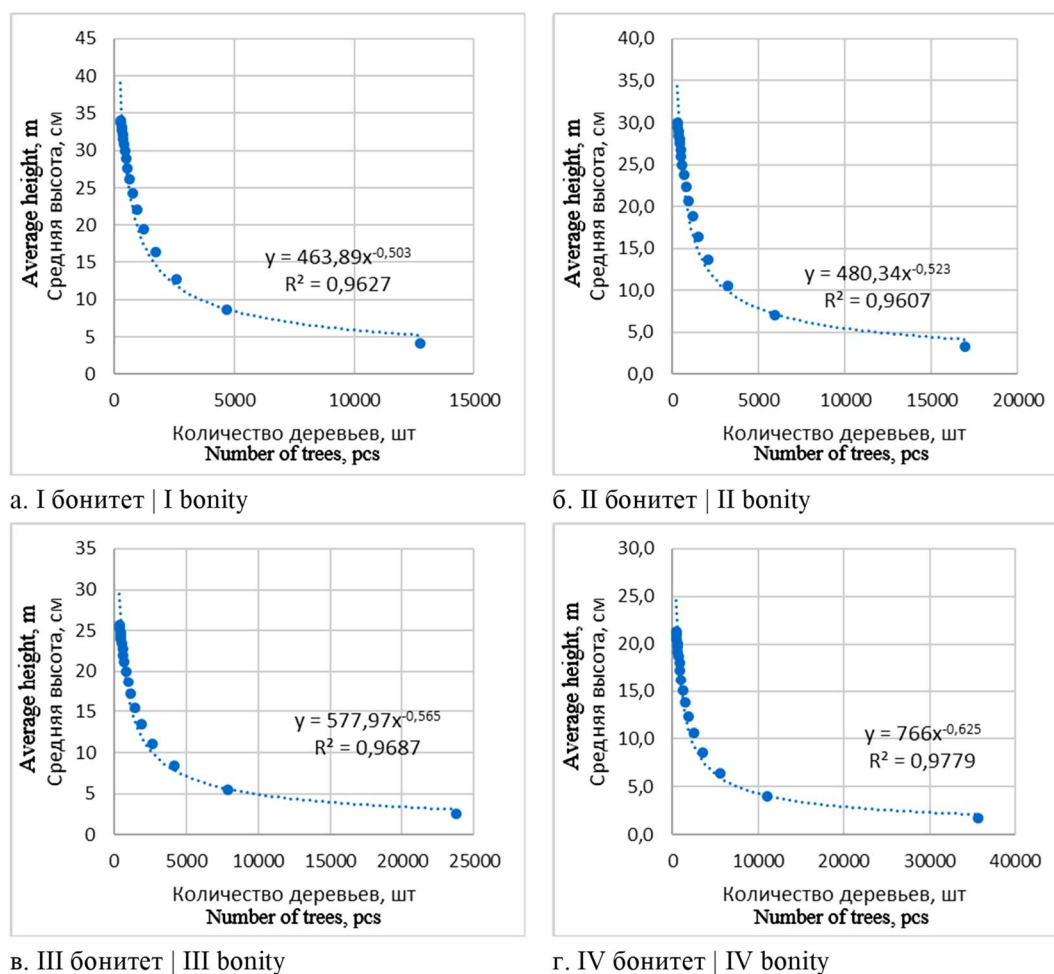 45
40
35
30
25
20
15
10
5
0
Average height, m
Средняя высота, см
y = 463,89x^-0,503
R² = 0,9627
0 5000 10000 15000
Количество деревьев, шт
Number of trees, pcs
а. I бонитет | I bonity
40,0
35,0
30,0
25,0
20,0
15,0
10,0
5,0
0,0
Average height, m
Средняя высота, см
y = 480,34x^-0,523
R² = 0,9607
0 5000 10000 15000 20000
Количество деревьев, шт
Number of trees, pcs
б. II бонитет | II bonity
35
30
25
20
15
10
5
0
Average height, m
Средняя высота, см
y = 577,97x^-0,565
R² = 0,9687
0 5000 10000 15000 20000 25000
Количество деревьев, шт
Number of trees, pcs
в. III бонитет | III bonity
30,0
25,0
20,0
15,0
10,0
5,0
0,0
Average height, m
Средняя высота, см
y = 766x^-0,625
R² = 0,9779
0 10000 20000 30000 40000
Количество деревьев, шт
Number of trees, pcs
г. IV бонитет | IV bonity